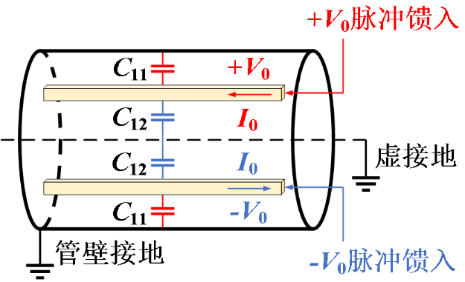 +V₀脉冲馈入
C₁₁
+V₀
C₁₂
I₀
虚接地
C₁₂
I₀
C₁₁
-V₀
管壁接地
-V₀脉冲馈入